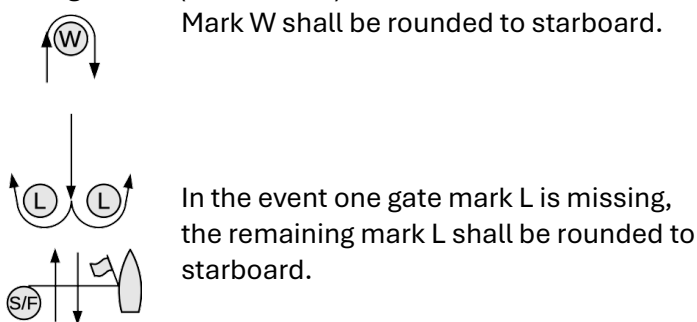 Mark W shall be rounded to starboard.
W
L L
In the event one gate mark L is missing,
the remaining mark L shall be rounded to
starboard.
S/F